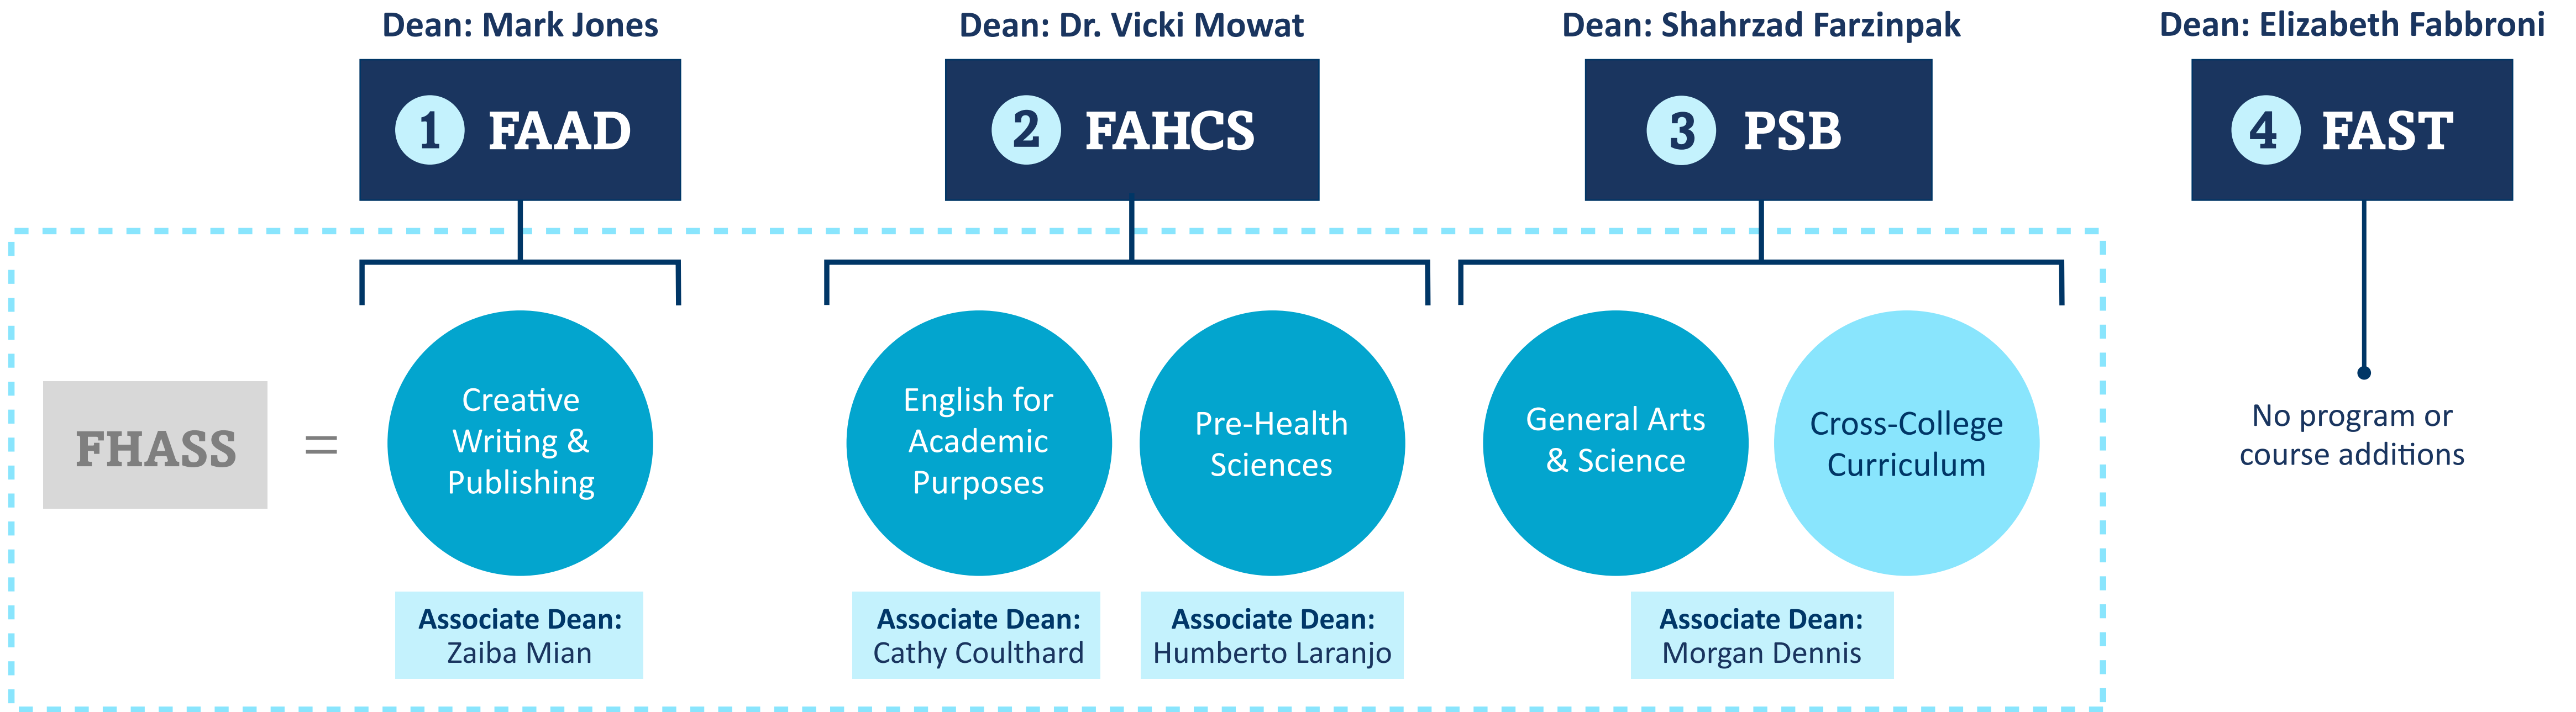 Dean: Mark Jones
1 FAAD
Dean: Dr. Vicki Mowat
2 FAHCS
Dean: Shahrzad Farzinpak
3 PSB
Dean: Elizabeth Fabbroni
4 FAST
FHASS
=
Creative
Writing &
Publishing
Associate Dean:
Zaiba Mian
English for
Academic
Purposes
Associate Dean:
Cathy Coulthard
Pre-Health
Sciences
Associate Dean:
Humberto Laranjo
General Arts
& Science
Cross-College
Curriculum
Associate Dean:
Morgan Dennis
No program or
course additions